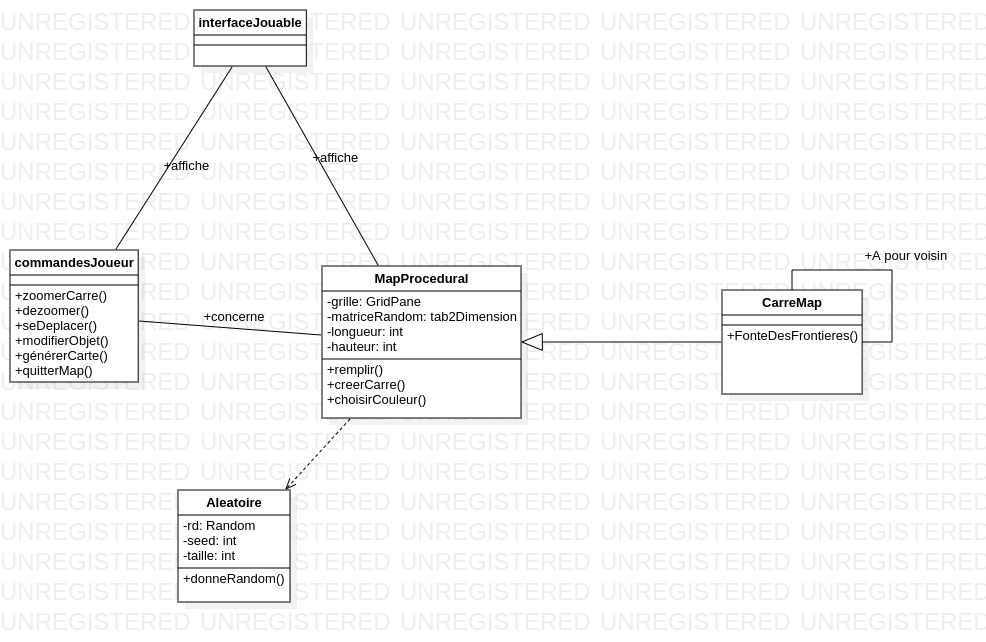 interfaceJouable
+affiche
+affiche
commandesJoueur
+zoomerCarre()
+dezoomer()
+seDeplacer()
+modifierObjet()
+générerCarte()
+quitterMap()
+concerne
MapProcedural
-grille: GridPane
-matriceRandom: tab2Dimension
-longueur: int
-hauteur: int
+remplir()
+creerCarre()
+choisirCouleur()
+A pour voisin
CarreMap
+FonteDesFrontieres()
Aleatoire
-rd: Random
-seed: int
-taille: int
+donneRandom()
UNREGISTERED UNREGISTERED UNREGISTERED UNREGISTERED UNREGISTERED